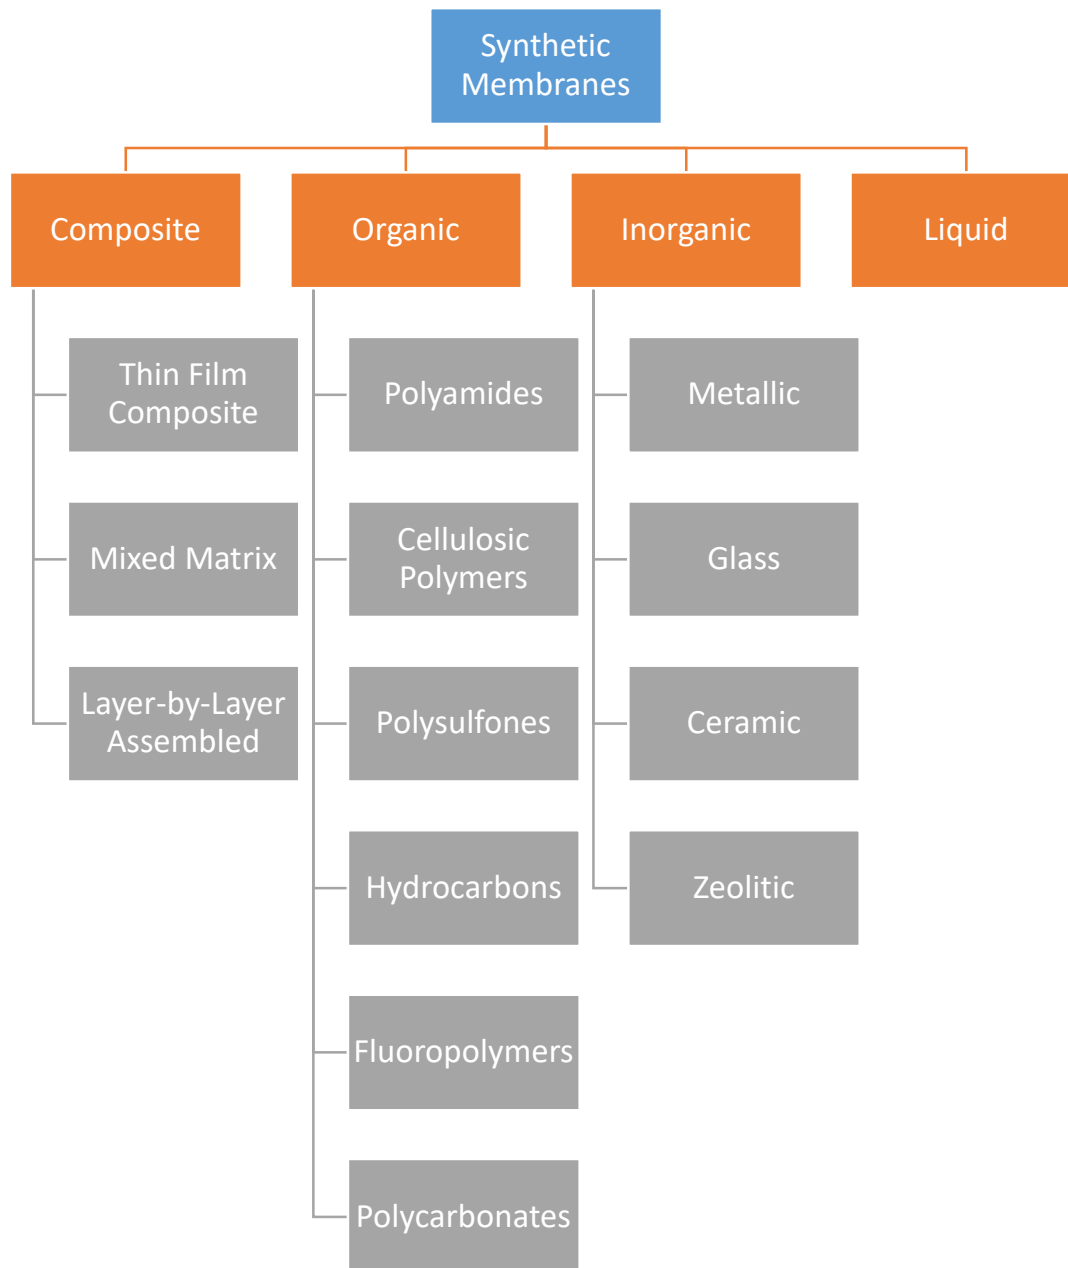 Synthetic
Membranes
Composite
Organic
Inorganic
Liquid
Thin Film
Composite
Mixed Matrix
Layer-by-Layer
Assembled
Polyamides
Cellulosic
Polymers
Polysulfones
Hydrocarbons
Fluoropolymers
Polycarbonates
Metallic
Glass
Ceramic
Zeolitic